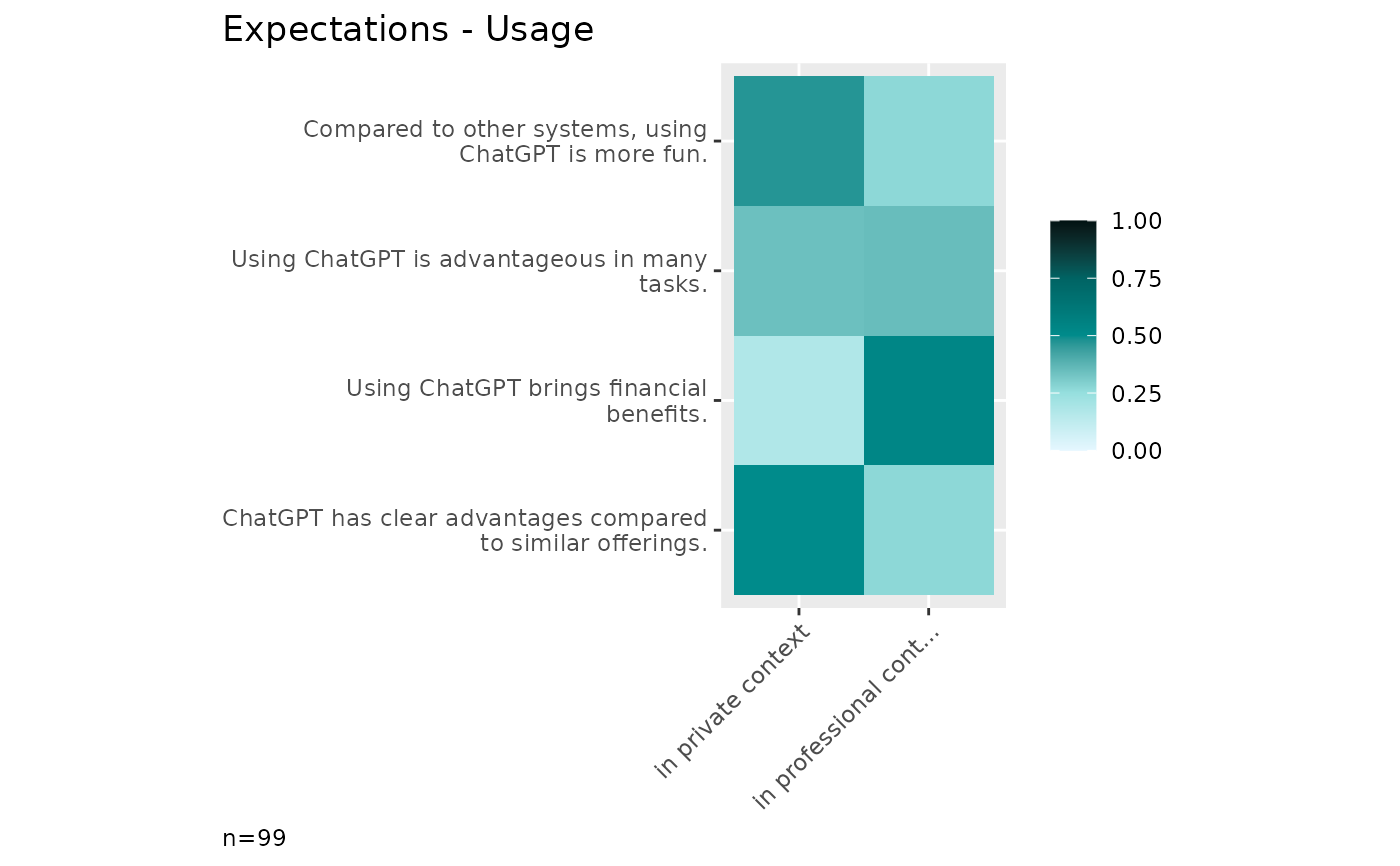 Expectations - Usage
Compared to other systems, using
ChatGPT is more fun.
Using ChatGPT is advantageous in many
tasks.
Using ChatGPT brings financial
benefits.
ChatGPT has clear advantages compared
to similar offerings.
1.00
0.75
0.50
0.25
0.00
in private context
in professional cont...
n=99